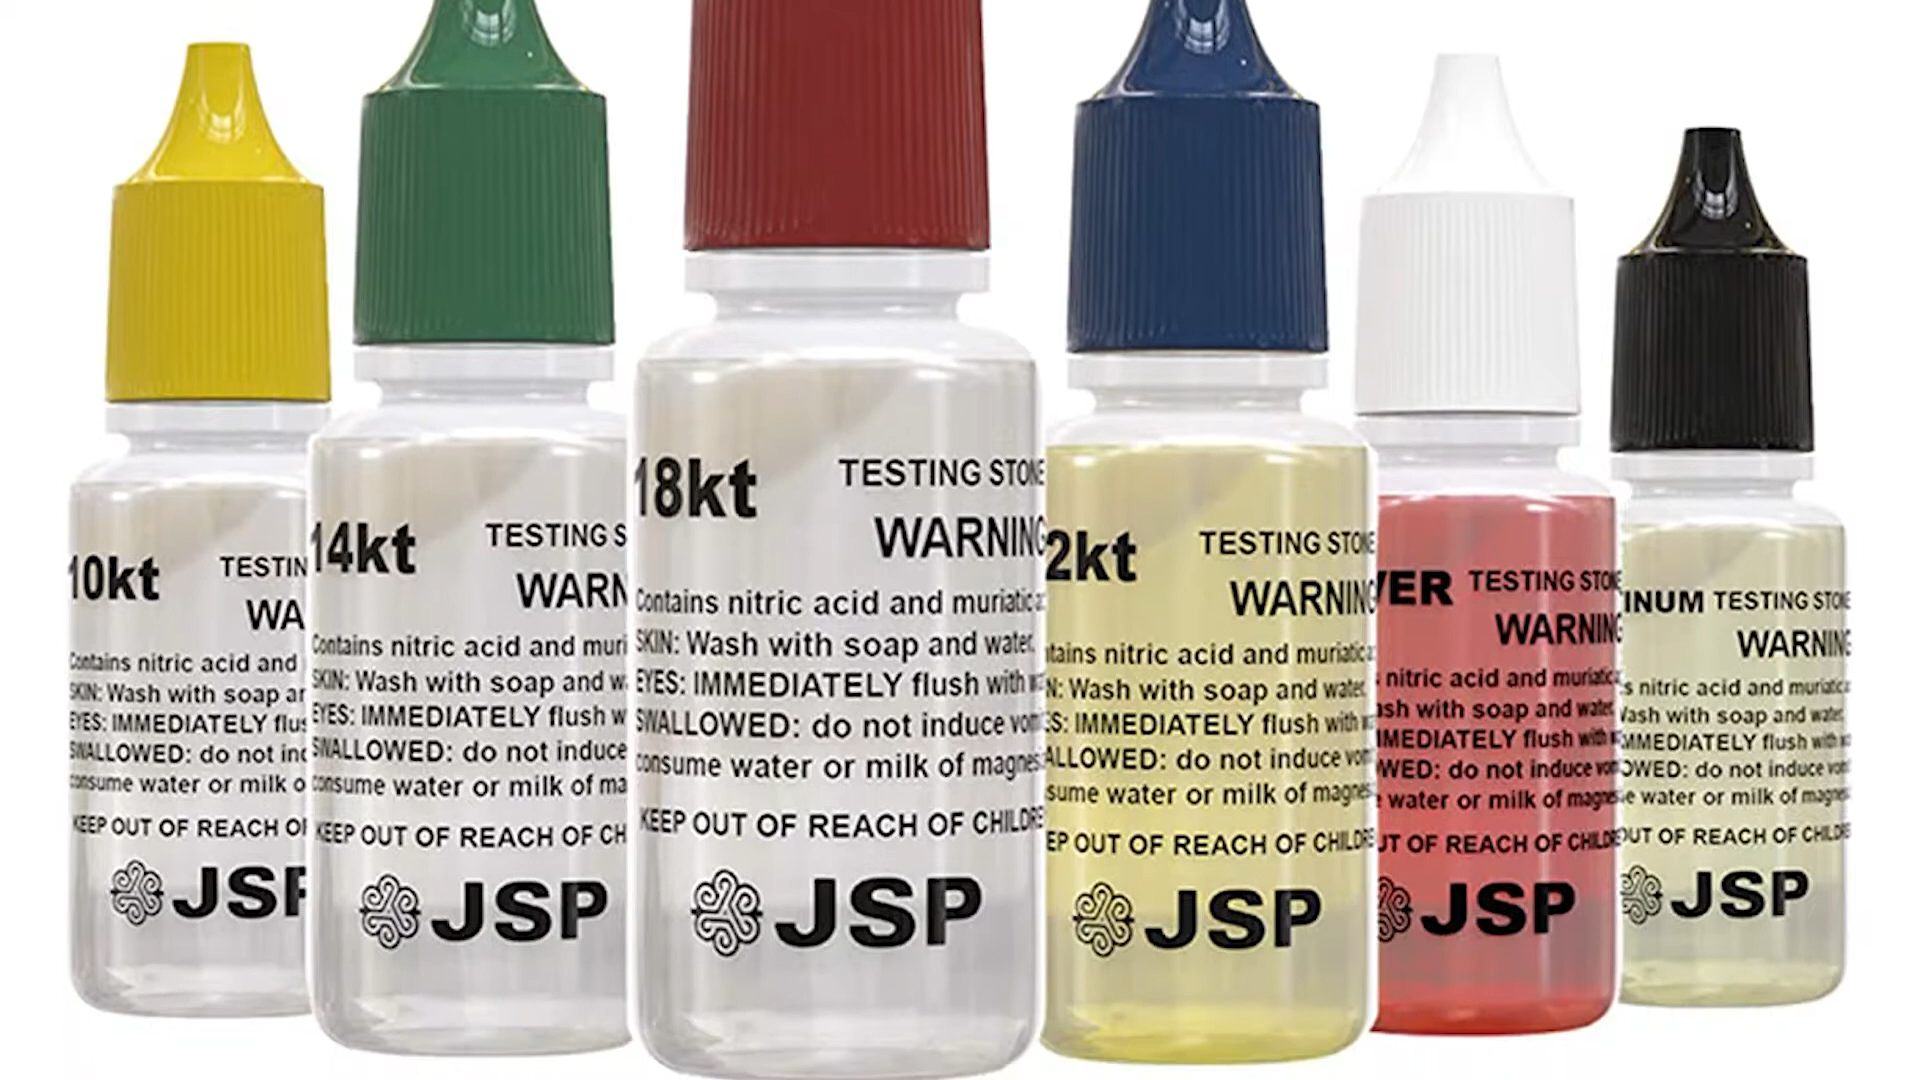 10kt
TESTIN
WA
Contains nitric acid and
SKIN: Wash with soap an
EYES: IMMEDIATELY flus
SWALLOWED: do not ind
consume water or milk o
KEEP OUT OF REACH OF
JSP
14kt
TESTING S
WARN
Contains nitric acid and muri
SKIN: Wash with soap and w
EYES: IMMEDIATELY flush w
SWALLOWED: do not induce
consume water or milk of ma
KEEP OUT OF REACH OF CH
JSP
18kt
TESTING STONE
WARNING
Contains nitric acid and muriatic
SKIN: Wash with soap and water.
EYES: IMMEDIATELY flush with
SWALLOWED: do not induce vom
consume water or milk of magnes
KEEP OUT OF REACH OF CHILDRE
JSP
2kt
TESTING STONE
WARNING
tains nitric acid and muriatic
N: Wash with soap and water.
ES: IMMEDIATELY flush with
ALLOWED: do not induce vom
sume water or milk of magnes
EP OUT OF REACH OF CHILDRE
JSP
VER TESTING STONE
WARNING
s nitric acid and muriatic
ash with soap and water.
MMEDIATELY flush with
OWED: do not induce vom
e water or milk of magnes
UT OF REACH OF CHILDRE
JSP
INUM TESTING STONE
WARNING
s nitric acid and muriatic
Wash with soap and water.
MMEDIATELY flush with
OWED: do not induce vom
e water or milk of magnes
OUT OF REACH OF CHILDRE
JSP